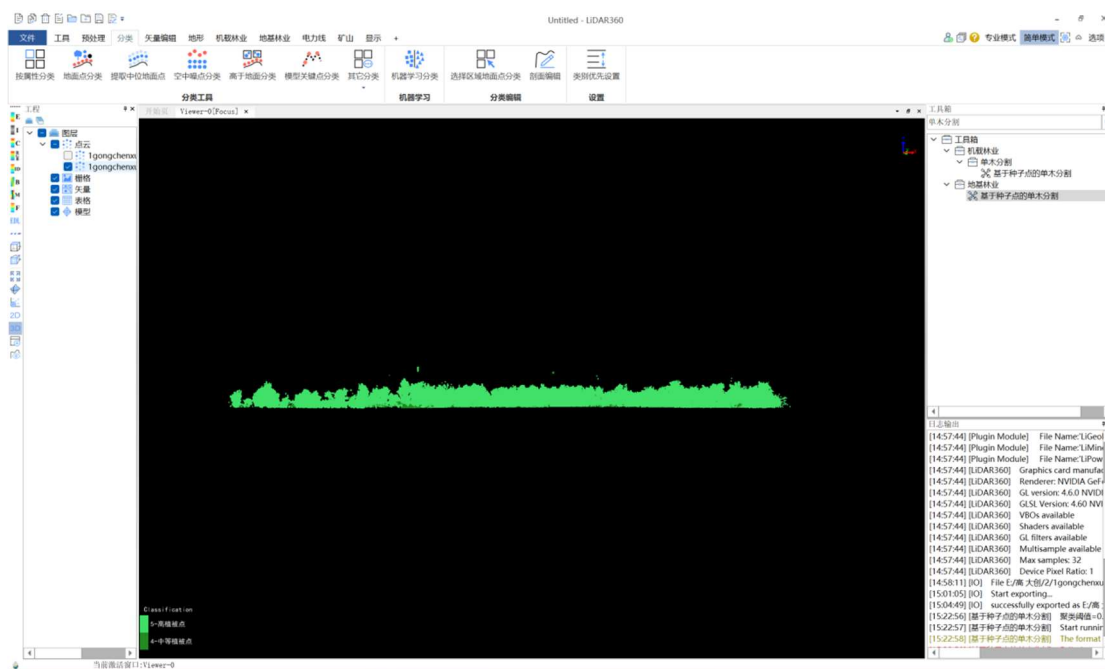 Untitled - LiDAR360
文件 工具 预处理 分类 矢量编辑 地形 机载林业 地基林业 电力线 矿山 显示 +
专业模式 简单模式 选项
按属性分类 地面点分类 提取中位地面点 空中噪点分类 高于地面分类 模型关键点分类 其它分类 机器学习分类 选择区域地面点分类 剖面编辑 类别优先设置
分类工具 机器学习 分类编辑 设置
工程
图层
点云
1gongchenxu
1gongchenxu
栅格
矢量
表格
模型
EDL
2D
3D
开始页 Viewer-0[Focus] ×
Classification
5-高植被点
4-中等植被点
工具箱
单木分割
工具箱
机载林业
单木分割
基于种子点的单木分割
地基林业
基于种子点的单木分割
日志输出
[14:57:44] [Plugin Module] File Name:'LiGeol
[14:57:44] [Plugin Module] File Name:'LiMin
[14:57:44] [Plugin Module] File Name:'LiPow
[14:57:44] [LiDAR360] Graphics card manufac
[14:57:44] [LiDAR360] Renderer: NVIDIA GeF
[14:57:44] [LiDAR360] GL version: 4.6.0 NVIDI
[14:57:44] [LiDAR360] GLSL Version: 4.60 NVI
[14:57:44] [LiDAR360] VBOs available
[14:57:44] [LiDAR360] Shaders available
[14:57:44] [LiDAR360] GL filters available
[14:57:44] [LiDAR360] Multisample available
[14:57:44] [LiDAR360] Max samples: 32
[14:57:44] [LiDAR360] Device Pixel Ratio: 1
[14:58:11] [IO] File E:/高 大创/2/1gongchenxu
[15:01:05] [IO] Start exporting...
[15:04:49] [IO] successfully exported as E:/高
[15:22:56] [基于种子点的单木分割] 聚类阈值=0.
[15:22:57] [基于种子点的单木分割] Start runnin
[15:22:58] [基于种子点的单木分割] The format
当前激活窗口:Viewer-0